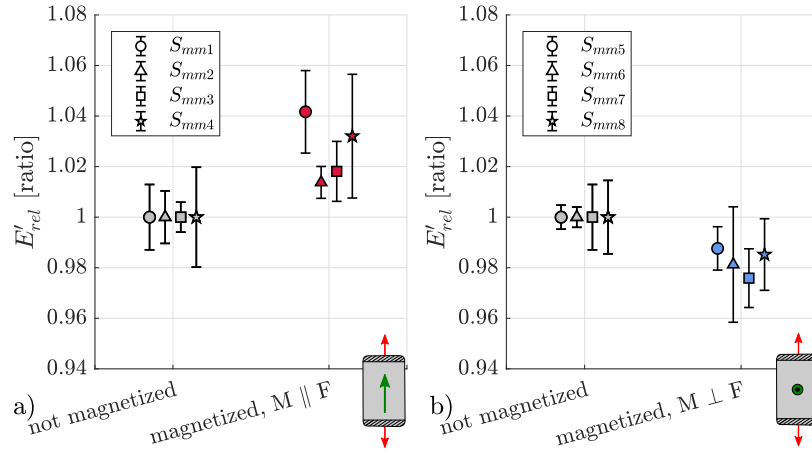 1.08
1.06
1.04
1.02
1
0.98
0.96
0.94
E′rel [ratio]
Smm1
Smm2
Smm3
Smm4
a)
not magnetized
magnetized, M ∥ F
1.08
1.06
1.04
1.02
1
0.98
0.96
0.94
E′rel [ratio]
Smm5
Smm6
Smm7
Smm8
b)
not magnetized
magnetized, M ⊥ F